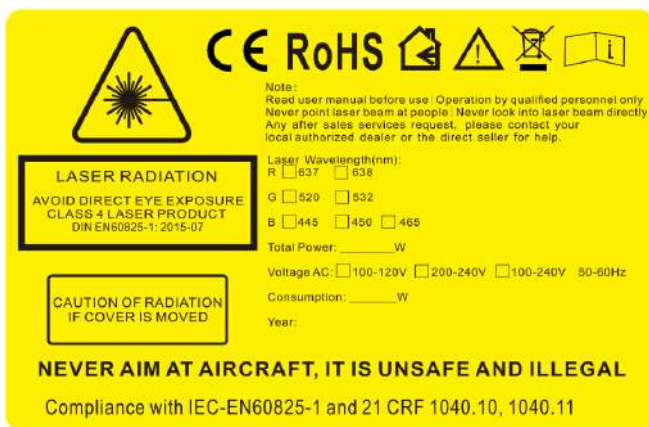 CE RoHS
Note:
Read user manual before use | Operation by qualified personnel only
Never point laser beam at people | Never look into laser beam directly
Any after sales services request, please contact your
local authorized dealer or the direct seller for help.
LASER RADIATION
AVOID DIRECT EYE EXPOSURE
CLASS 4 LASER PRODUCT
DIN EN60825-1: 2015-07
Laser Wavelength(nm):
R □637 □638
G □520 □532
B □445 □450 □465
Total Power: ______W
Voltage AC: □100-120V □200-240V □100-240V 50-60Hz
Consumption: ______W
Year:
CAUTION OF RADIATION
IF COVER IS MOVED
NEVER AIM AT AIRCRAFT, IT IS UNSAFE AND ILLEGAL
Compliance with IEC-EN60825-1 and 21 CRF 1040.10, 1040.11